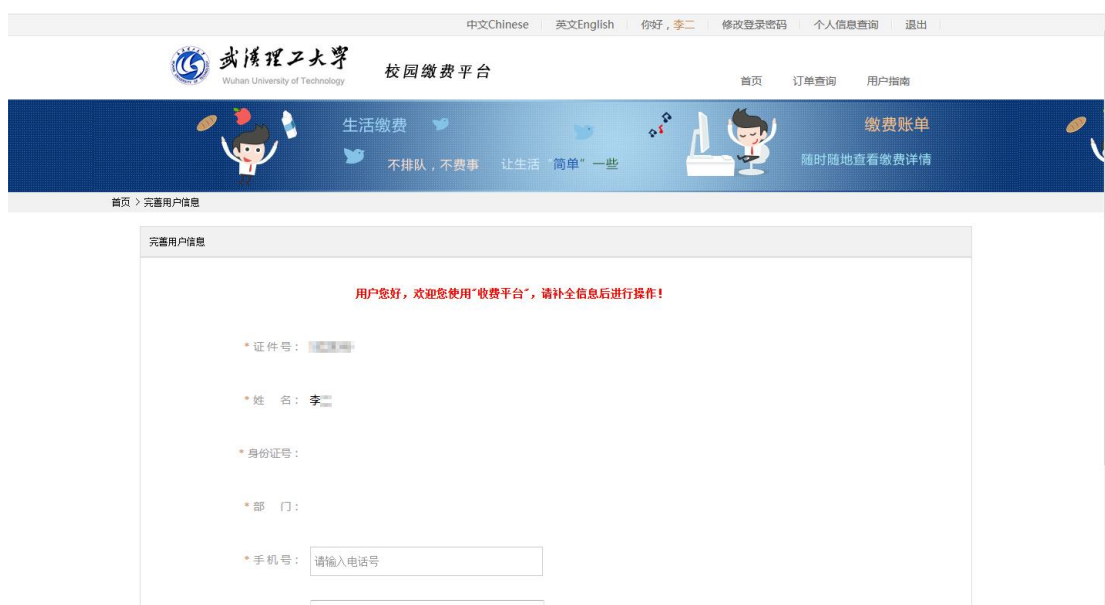 中文Chinese 英文English 你好，李二 修改登录密码 个人信息查询 退出
武汉理工大学
Wuhan University of Technology
校园缴费平台
首页 订单查询 用户指南
生活缴费
不排队，不费事 让生活“简单”一些
缴费账单
随时随地查看缴费详情
首页 > 完善用户信息
完善用户信息
用户您好，欢迎您使用"收费平台"，请补全信息后进行操作！
*证件号：
*姓 名： 李
*身份证号：
*部 门：
*手机号： 请输入电话号